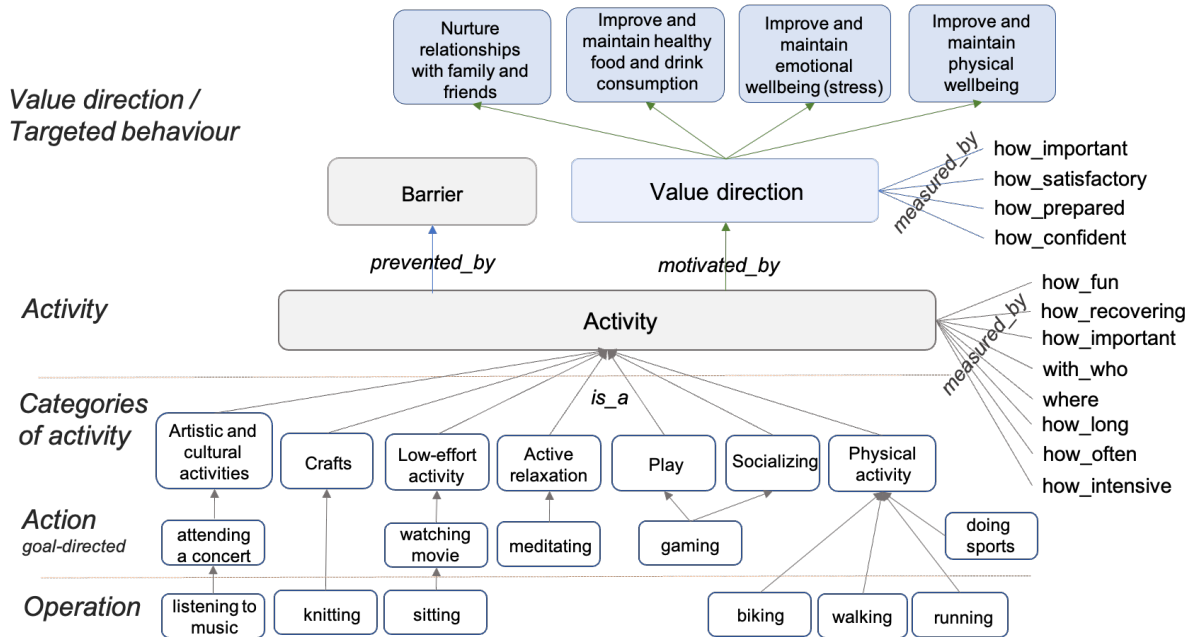 Nurture
relationships
with family and
friends
Improve and
maintain healthy
food and drink
consumption
Improve and
maintain
emotional
wellbeing (stress)
Improve and
maintain
physical
wellbeing
Value direction /
Targeted behaviour
Barrier
Value direction
measured_by
how_important
how_satisfactory
how_prepared
how_confident
prevented_by
motivated_by
Activity
Activity
measured_by
how_fun
how_recovering
how_important
with_who
where
how_long
how_often
how_intensive
Categories
of activity
is_a
Artistic and
cultural
activities
Crafts
Low-effort
activity
Active
relaxation
Play
Socializing
Physical
activity
Action
goal-directed
attending
a concert
watching
movie
meditating
gaming
doing
sports
Operation
listening to
music
knitting
sitting
biking
walking
running